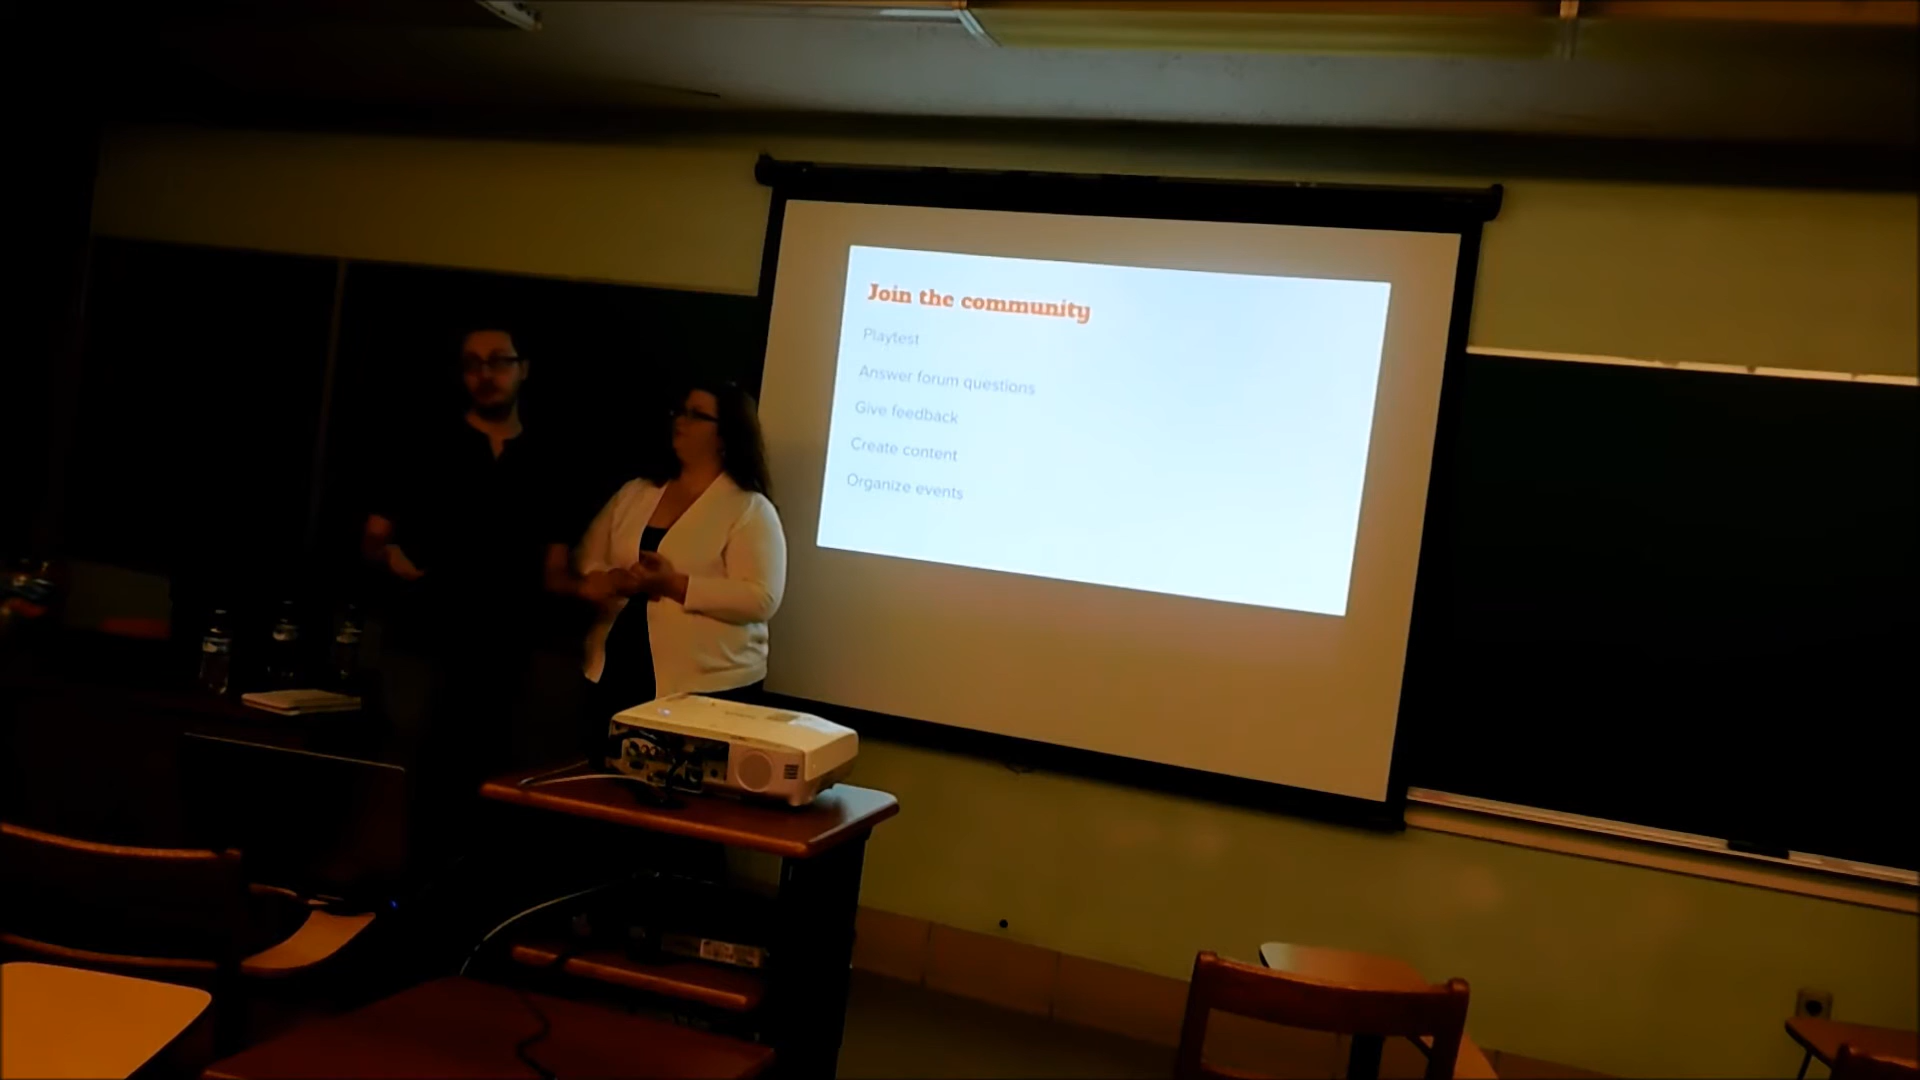 Join the community
Playtest
Answer forum questions
Give feedback
Create content
Organize events